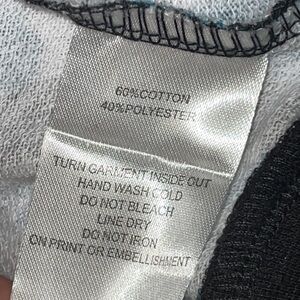 60%COTTON
40%POLYESTER
TURN GARMENT INSIDE OUT
HAND WASH COLD
DO NOT BLEACH
LINE DRY
DO NOT IRON
ON PRINT OR EMBELLISHMENT